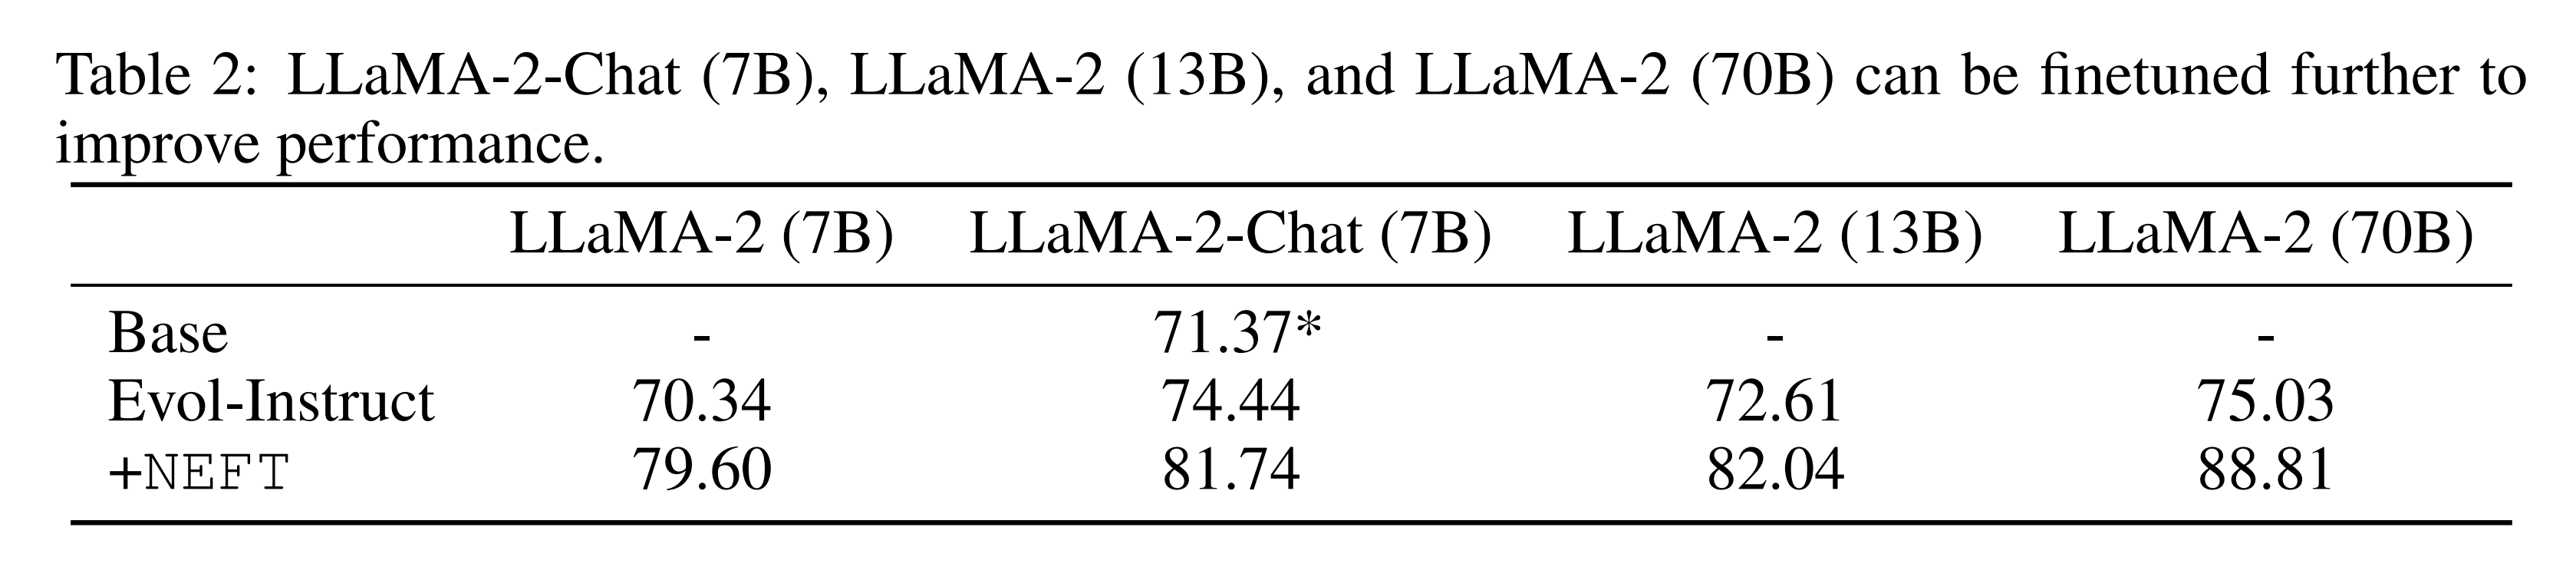 Table 2: LLaMA-2-Chat (7B), LLaMA-2 (13B), and LLaMA-2 (70B) can be finetuned further to
improve performance.
LLaMA-2 (7B) LLaMA-2-Chat (7B) LLaMA-2 (13B) LLaMA-2 (70B)
Base - 71.37* - -
Evol-Instruct 70.34 74.44 72.61 75.03
+NEFT 79.60 81.74 82.04 88.81